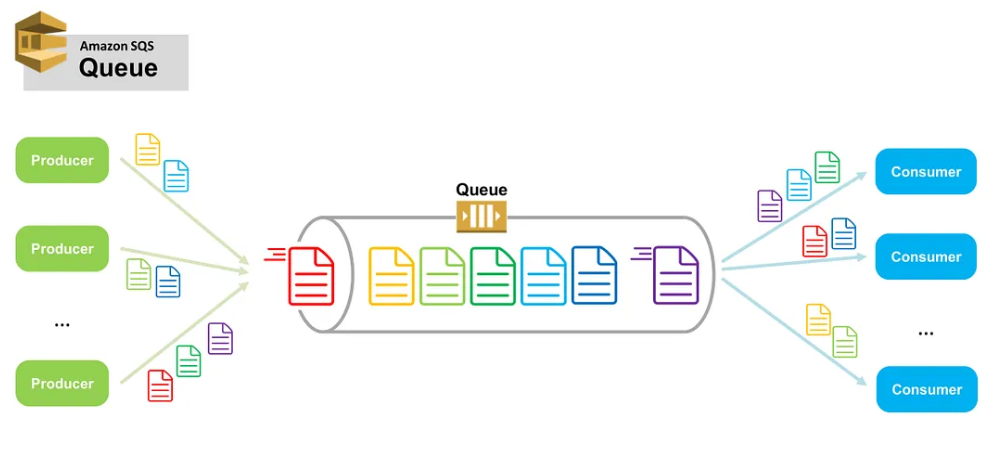 Amazon SQS
Queue
Producer
Producer
...
Producer
Queue
Consumer
Consumer
...
Consumer